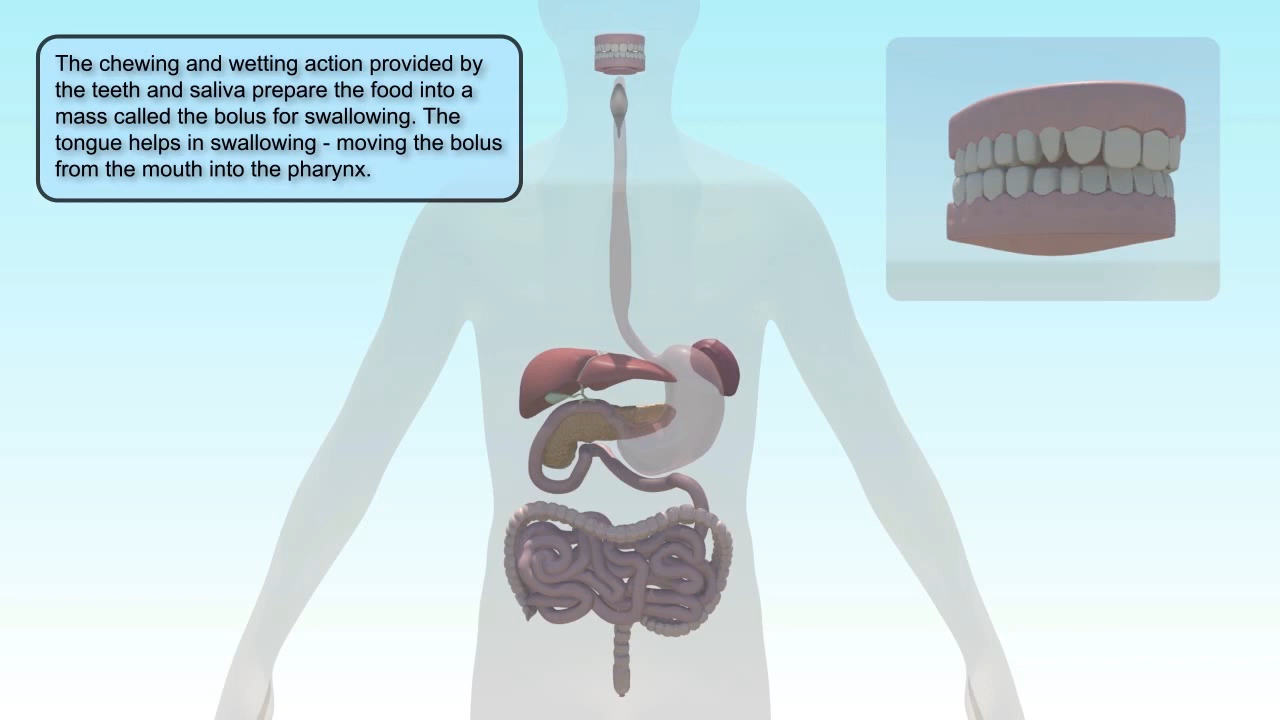 The chewing and wetting action provided by
the teeth and saliva prepare the food into a
mass called the bolus for swallowing. The
tongue helps in swallowing - moving the bolus
from the mouth into the pharynx.